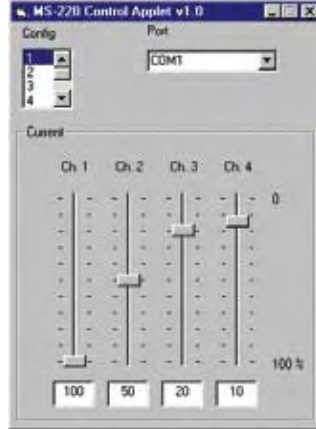 MS-220 Control Applet v1.0
Config
Port
1
2
3
4
COM1
Current
Ch. 1 Ch. 2 Ch. 3 Ch. 4
0
100 %
100 50 20 10